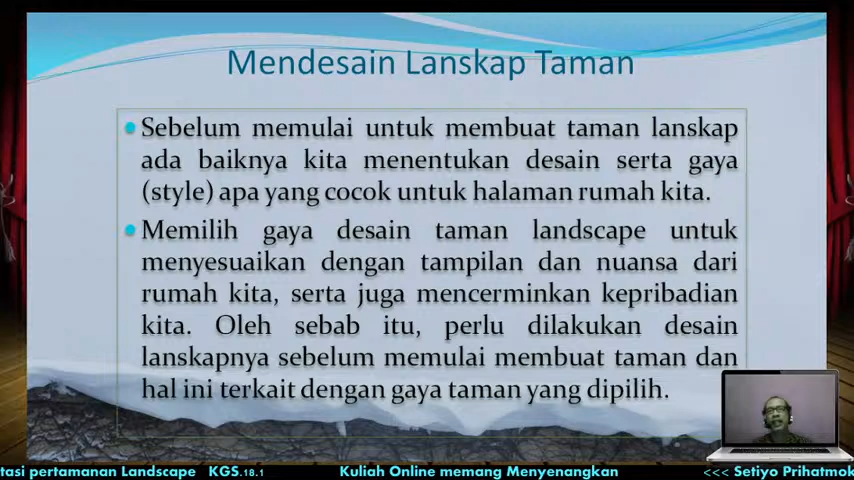 Mendesain Lanskap Taman
Sebelum memulai untuk membuat taman lanskap
ada baiknya kita menentukan desain serta gaya
(style) apa yang cocok untuk halaman rumah kita.
Memilih gaya desain taman landscape untuk
menyesuaikan dengan tampilan dan nuansa dari
rumah kita, serta juga mencerminkan kepribadian
kita. Oleh sebab itu, perlu dilakukan desain
lanskapnya sebelum memulai membuat taman dan
hal ini terkait dengan gaya taman yang dipilih.
tasi pertamanan Landscape KGS.18.1 Kuliah Online memang Menyenangkan <<< Setiyo Prihatmok